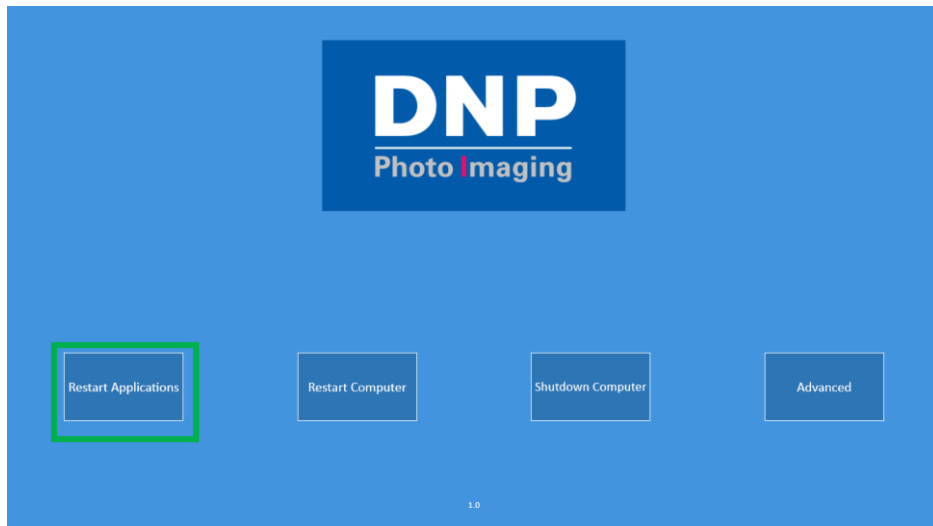 DNP
Photo Imaging
Restart Applications
Restart Computer
Shutdown Computer
Advanced
1.0